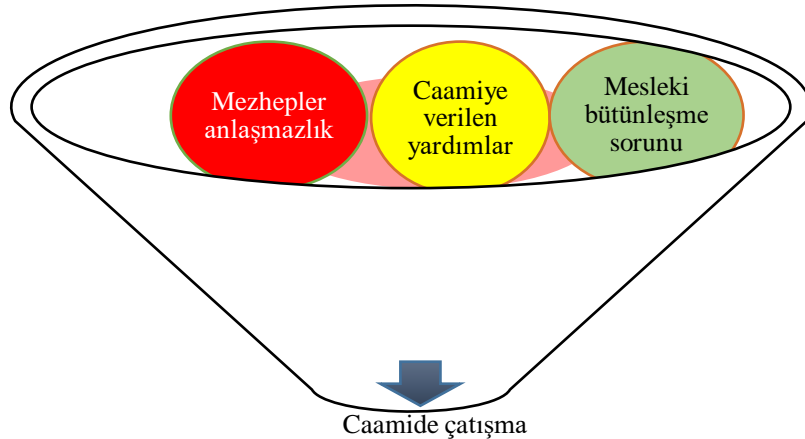 Mezhepler
anlaşmazlık
Caamiye
verilen
yardımlar
Mesleki
bütünleşme
sorunu
Caamide çatışma